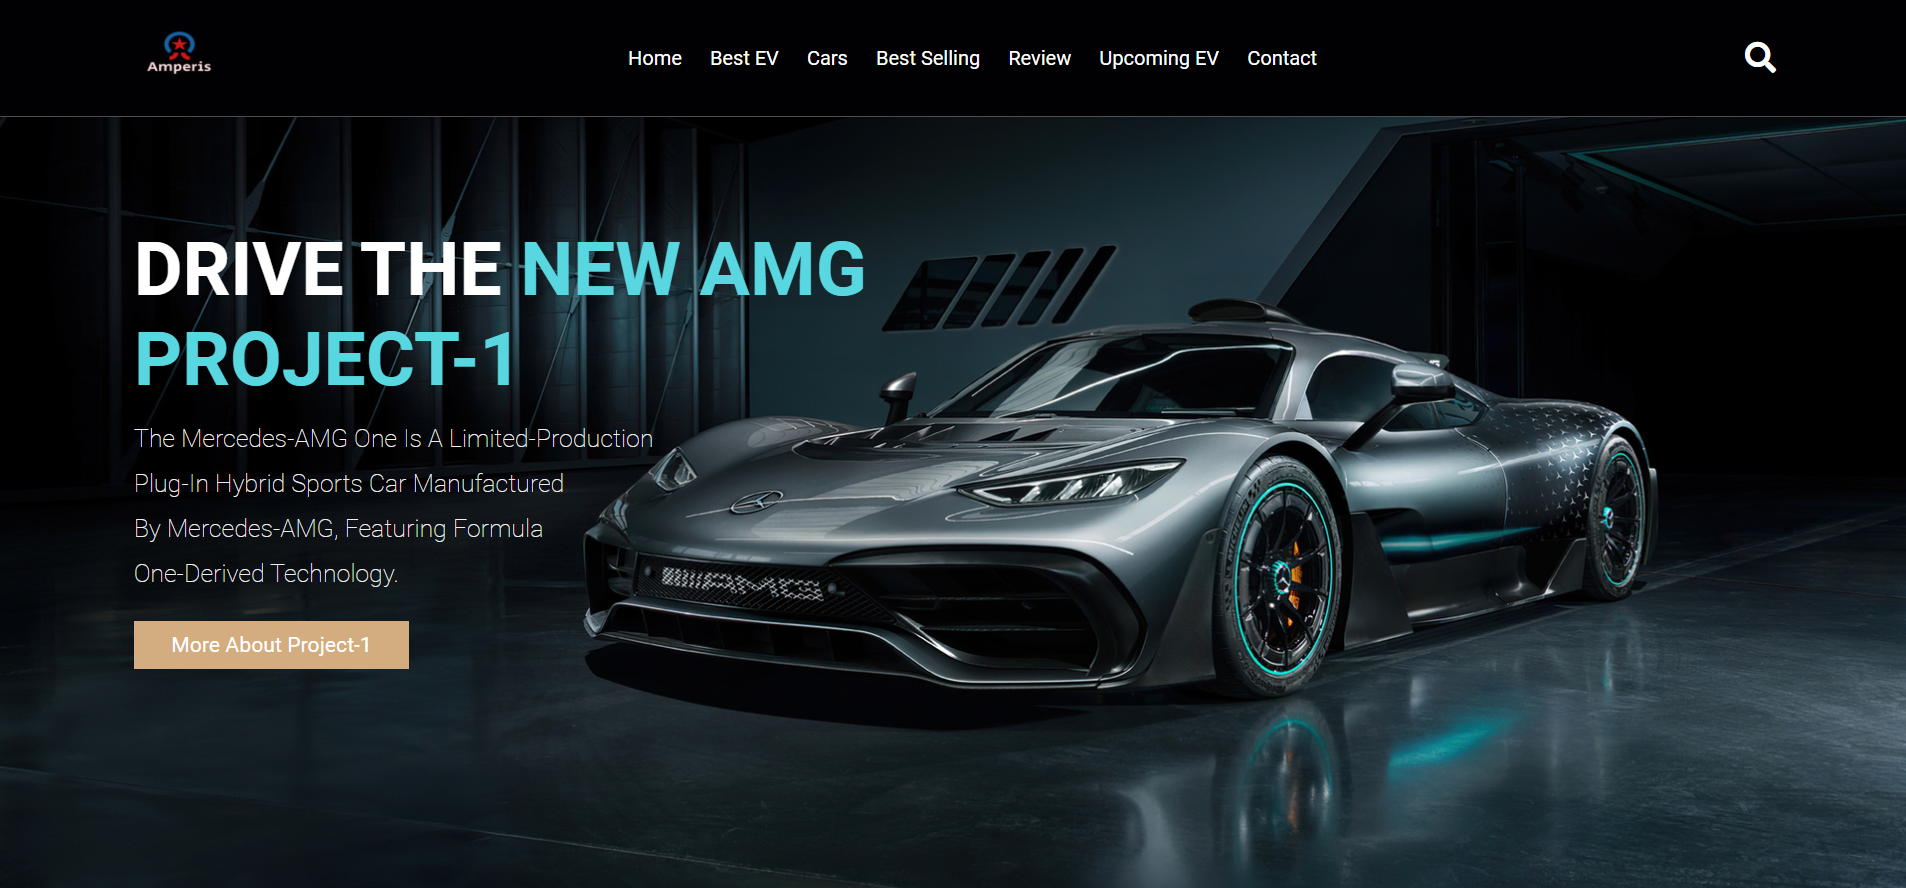 Amperis
Home Best EV Cars Best Selling Review Upcoming EV Contact
DRIVE THE NEW AMG
PROJECT-1
The Mercedes-AMG One Is A Limited-Production
Plug-In Hybrid Sports Car Manufactured
By Mercedes-AMG, Featuring Formula
One-Derived Technology.
More About Project-1
AMG